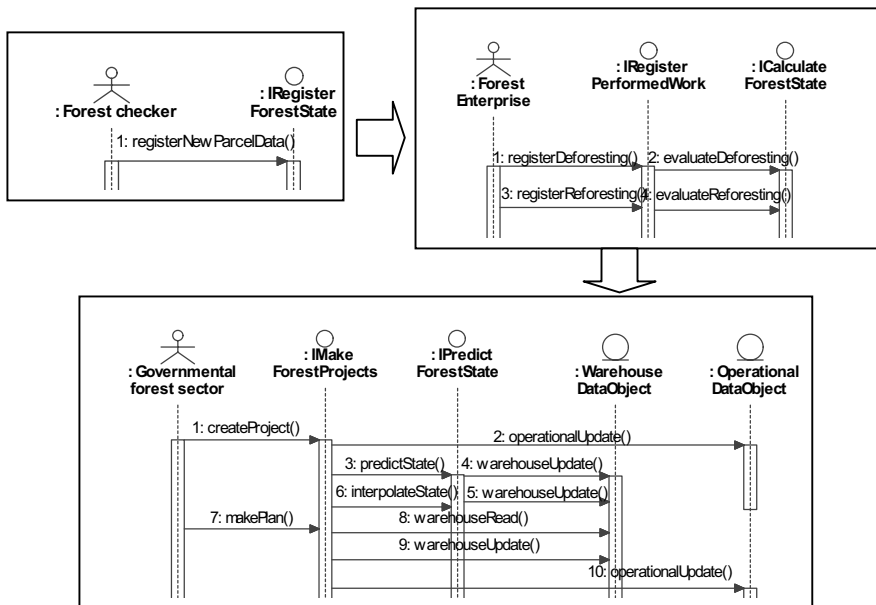 : Forest checker
: IRegister
ForestState
1: registerNewParcelData()
: Forest
Enterprise
: IRegister
PerformedWork
: ICalculate
ForestState
1: registerDeforesting()
2: evaluateDeforesting()
3: registerReforesting()
4: evaluateReforesting()
: Governmental
forest sector
: IMake
ForestProjects
: IPredict
ForestState
: Warehouse
DataObject
: Operational
DataObject
1: createProject()
2: operationalUpdate()
3: predictState()
4: warehouseUpdate()
6: interpolateState()
5: warehouseUpdate()
7: makePlan()
8: warehouseRead()
9: warehouseUpdate()
10: operationalUpdate()